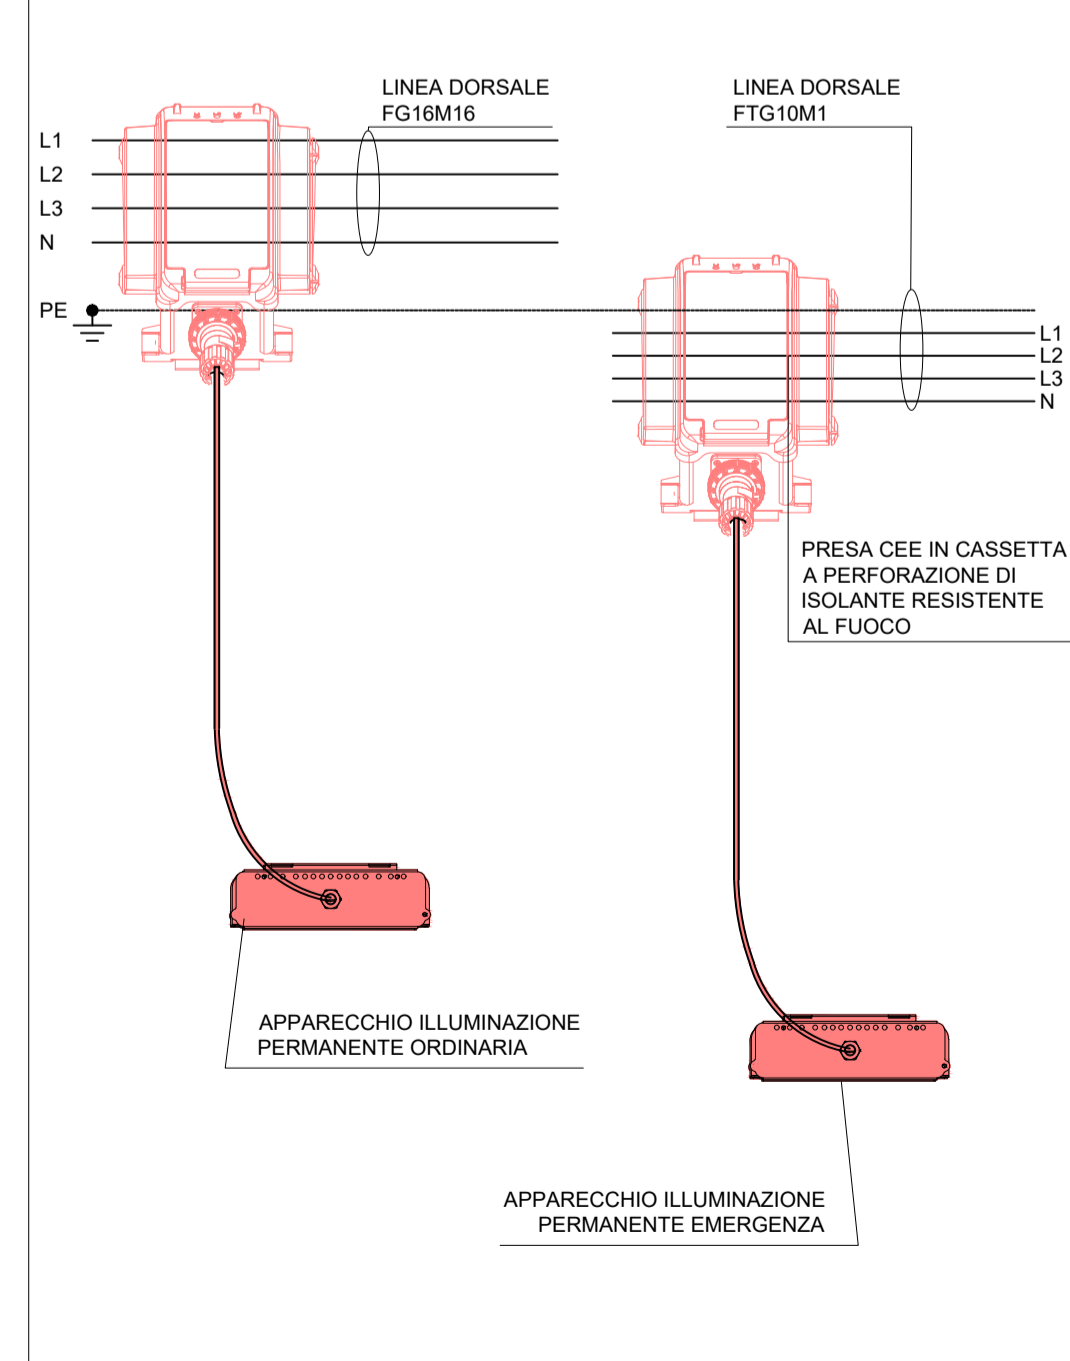 LINEA DORSALE
FG16M16
LINEA DORSALE
FTG10M1
L1
L2
L3
N
PE
L1
L2
L3
N
PRESA CEE IN CASSETTA
A PERFORAZIONE DI
ISOLANTE RESISTENTE
AL FUOCO
APPARECCHIO ILLUMINAZIONE
PERMANENTE ORDINARIA
APPARECCHIO ILLUMINAZIONE
PERMANENTE EMERGENZA